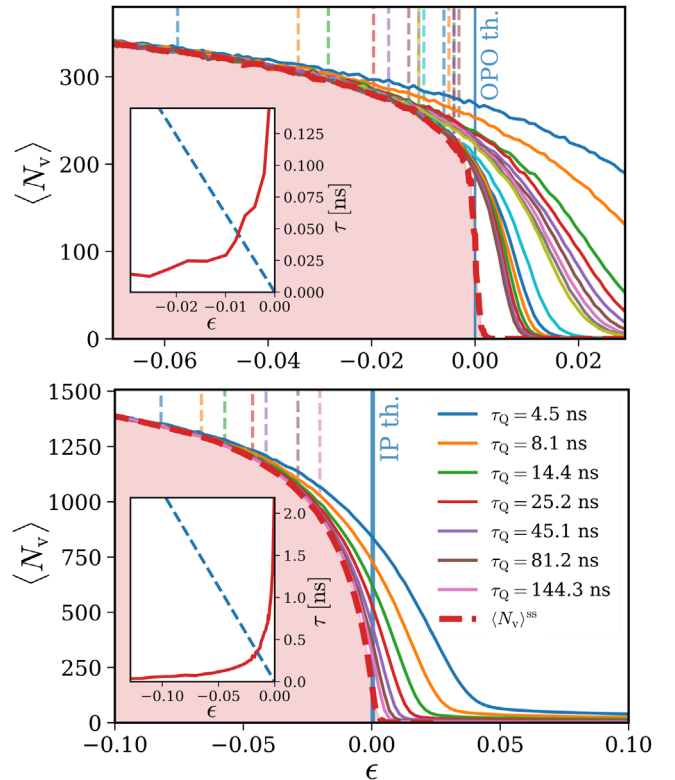 300
200
100
0
⟨N_v⟩
OPO th.
0.125
0.100
0.075
0.050
0.025
0.000
τ [ns]
−0.02
−0.01
0.00
ϵ
−0.06
−0.04
−0.02
0.00
0.02
1500
1250
1000
750
500
250
0
⟨N_v⟩
IP th.
τ_Q = 4.5 ns
τ_Q = 8.1 ns
τ_Q = 14.4 ns
τ_Q = 25.2 ns
τ_Q = 45.1 ns
τ_Q = 81.2 ns
τ_Q = 144.3 ns
⟨N_v⟩^ss
2.0
1.5
1.0
0.5
0.0
τ [ns]
−0.10
−0.05
0.00
ϵ
−0.10
−0.05
0.00
0.05
0.10
ϵ